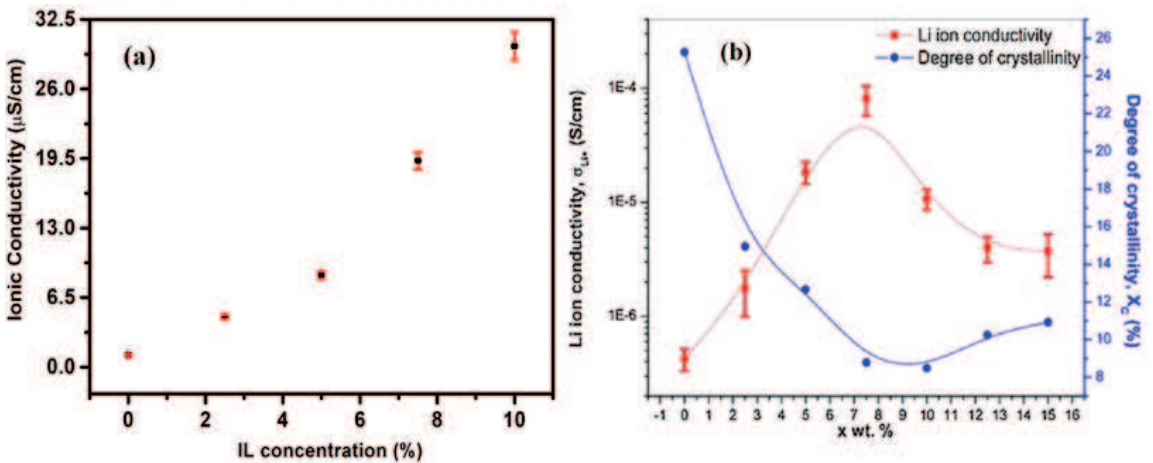 (a)
Ionic Conductivity (µS/cm)
32.5
26.0
19.5
13.0
6.5
0.0
0 2 4 6 8 10
IL concentration (%)
(b)
Li ion conductivity
Degree of crystallinity
Li ion conductivity, σLi+ (S/cm)
1E-4
1E-5
1E-6
-1 0 1 2 3 4 5 6 7 8 9 10 11 12 13 14 15 16
x wt. %
26
24
22
20
18
16
14
12
10
8
Degree of crystallinity, XC (%)